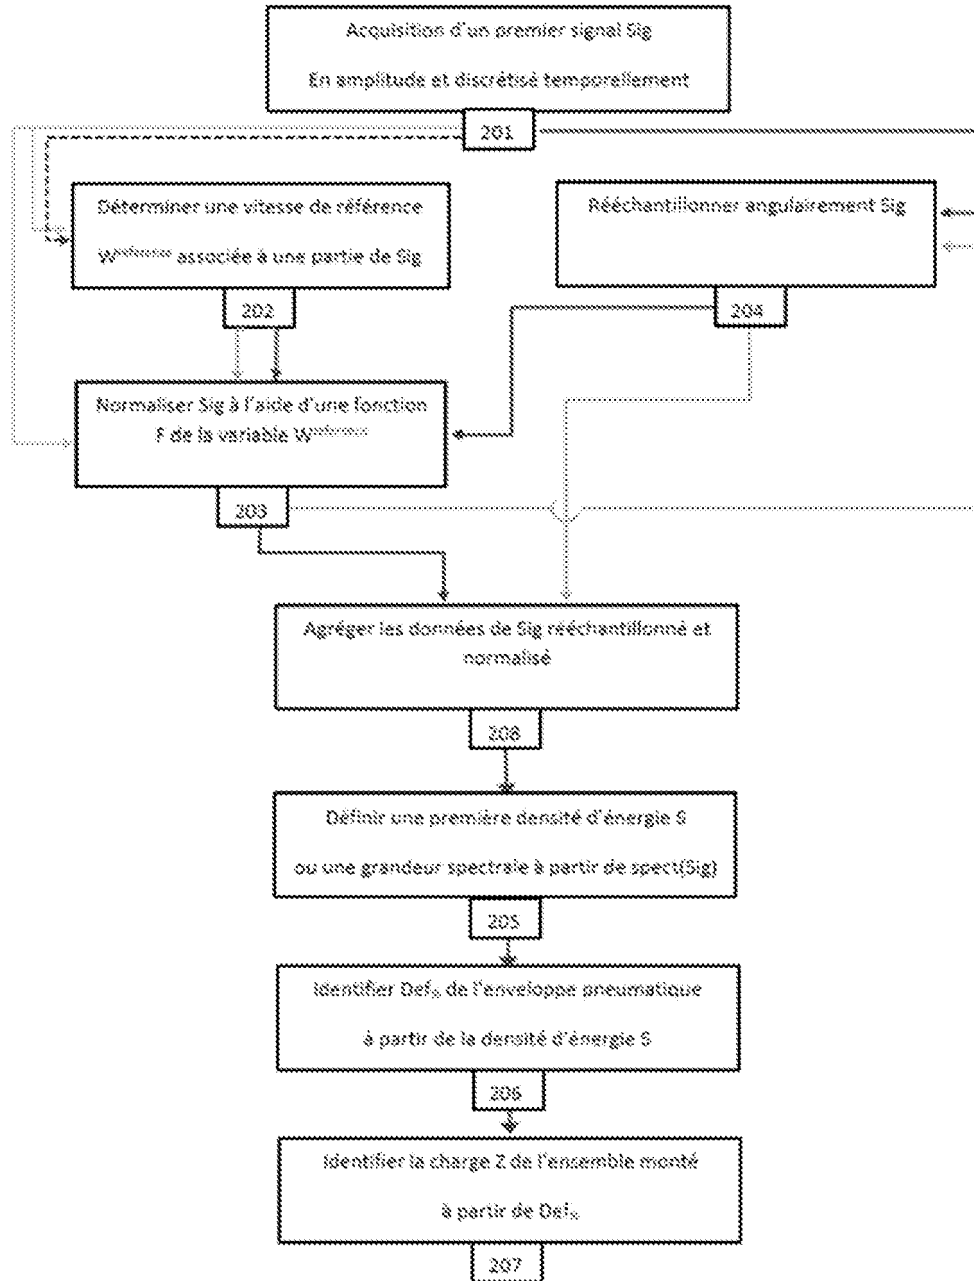 Acquisition d'un premier signal Sig
En amplitude et discrétisé temporellement
201
Déterminer une vitesse de référence
W^reference associée à une partie de Sig
202
Rééchantillonner angulairement Sig
204
Normaliser Sig à l'aide d'une fonction
F de la variable W^reference
203
Agréger les données de Sig rééchantillonné et
normalisé
208
Définir une première densité d'énergie S
ou une grandeur spectrale à partir de spect(Sig)
205
Identifier Def% de l'enveloppe pneumatique
à partir de la densité d'énergie S
206
Identifier la charge Z de l'ensemble monté
à partir de Def%
207